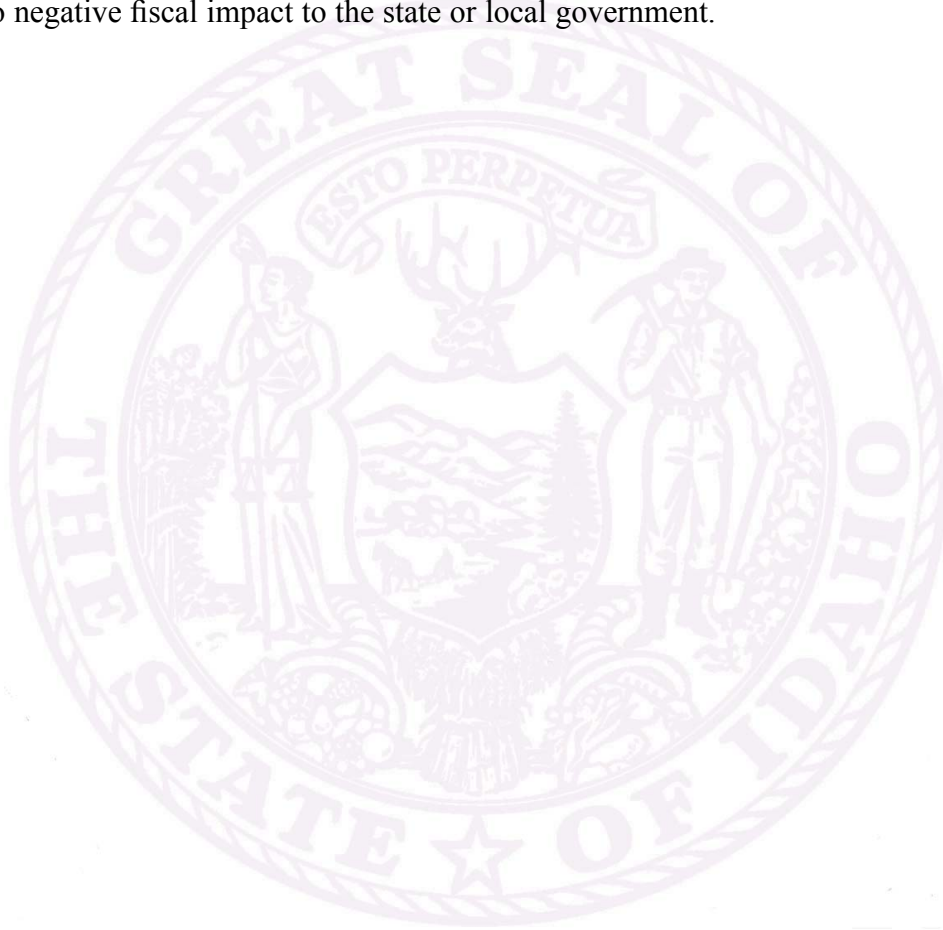 negative fiscal impact to the state or local government.
GREAT SEAL OF
ESTO PERPETUA
THE STATE OF IDAHO